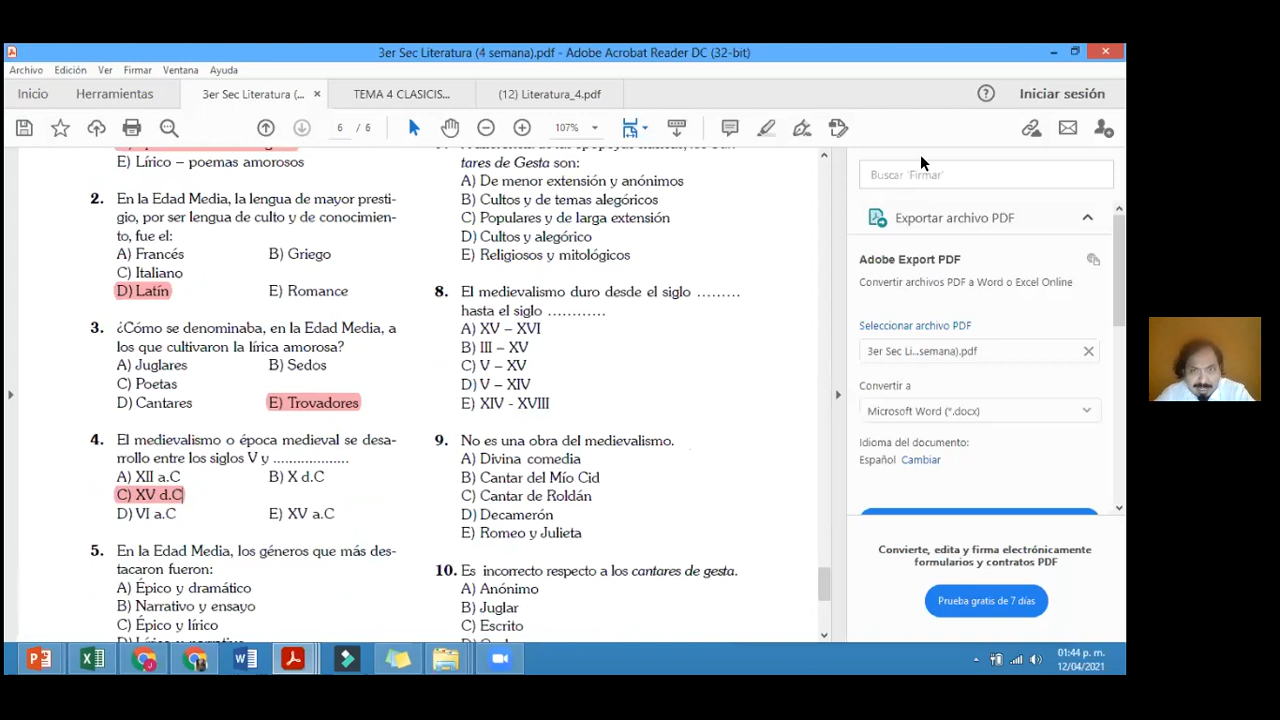 3er Sec Literatura (4 semana).pdf - Adobe Acrobat Reader DC (32-bit)
Archivo Edición Ver Firmar Ventana Ayuda
Inicio Herramientas 3er Sec Literatura (... × TEMA 4 CLASICIS... (12) Literatura_4.pdf Iniciar sesión
6 / 6 107%
E) Lírico – poemas amorosos
2. En la Edad Media, la lengua de mayor presti-
gio, por ser lengua de culto y de conocimien-
to, fue el:
A) Francés B) Griego
C) Italiano
D) Latín E) Romance
3. ¿Cómo se denominaba, en la Edad Media, a
los que cultivaron la lírica amorosa?
A) Juglares B) Sedos
C) Poetas
D) Cantares E) Trovadores
4. El medievalismo o época medieval se desa-
rrollo entre los siglos V y ...................
A) XII a.C B) X d.C
C) XV d.C
D) VI a.C E) XV a.C
5. En la Edad Media, los géneros que más des-
tacaron fueron:
A) Épico y dramático
B) Narrativo y ensayo
C) Épico y lírico
D) Lírico y narrativo
tares de Gesta son:
A) De menor extensión y anónimos
B) Cultos y de temas alegóricos
C) Populares y de larga extensión
D) Cultos y alegórico
E) Religiosos y mitológicos
8. El medievalismo duro desde el siglo .........
hasta el siglo ............
A) XV – XVI
B) III – XV
C) V – XV
D) V – XIV
E) XIV - XVIII
9. No es una obra del medievalismo.
A) Divina comedia
B) Cantar del Mío Cid
C) Cantar de Roldán
D) Decamerón
E) Romeo y Julieta
10. Es incorrecto respecto a los cantares de gesta.
A) Anónimo
B) Juglar
C) Escrito
Buscar 'Firmar'
Exportar archivo PDF
Adobe Export PDF
Convertir archivos PDF a Word o Excel Online
Seleccionar archivo PDF
3er Sec Li...semana).pdf
Convertir a
Microsoft Word (*.docx)
Idioma del documento:
Español Cambiar
Convierte, edita y firma electrónicamente
formularios y contratos PDF
Prueba gratis de 7 días
01:44 p. m.
12/04/2021